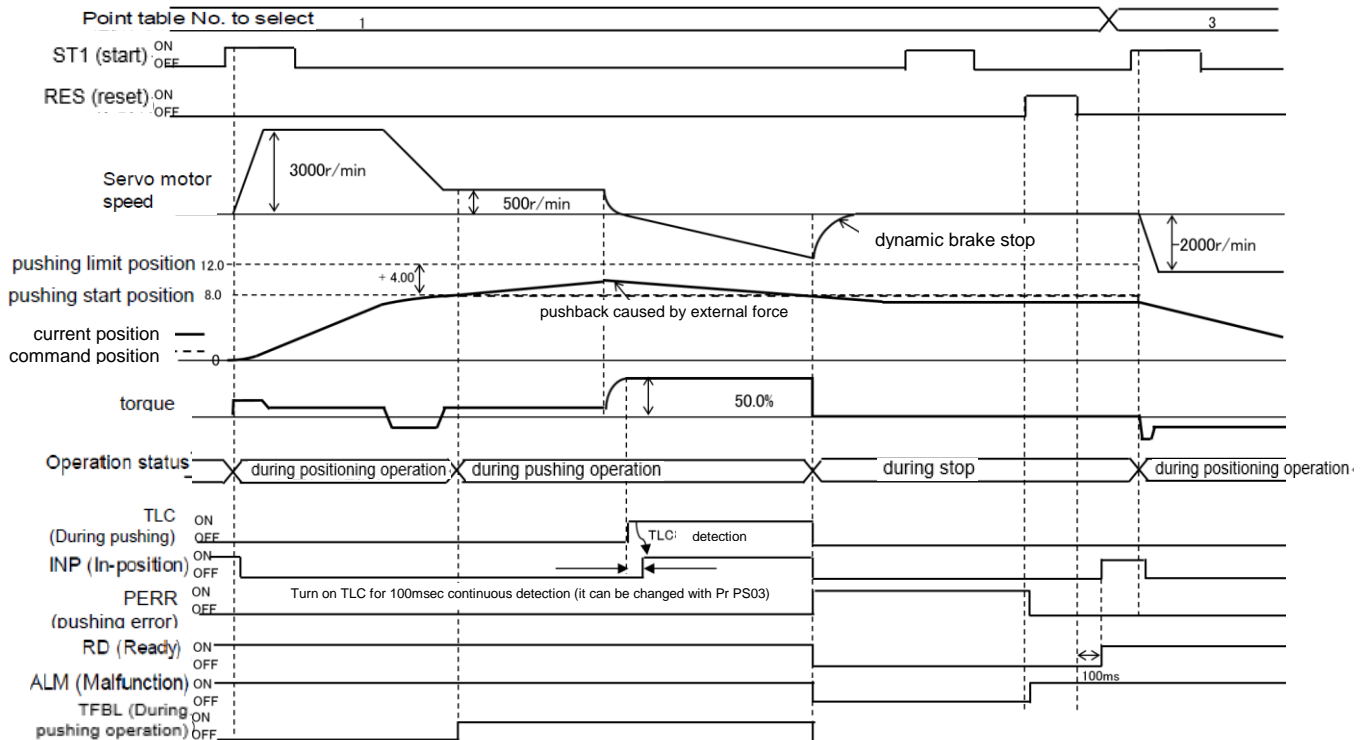 Point table No. to select 1 3
ST1 (start) ON
OFF
RES (reset) ON
OFF
3000r/min
Servo motor
speed
500r/min
dynamic brake stop
-2000r/min
pushing limit position 12.0
+ 4.00
pushing start position 8.0
pushback caused by external force
current position
command position 0
torque
50.0%
Operation status during positioning operation during pushing operation during stop during positioning operation
TLC ON
(During pushing) OFF
TLC: detection
INP (In-position) ON
OFF
Turn on TLC for 100msec continuous detection (it can be changed with Pr PS03)
PERR ON
(pushing error) OFF
RD (Ready) ON
OFF
100ms
ALM (Malfunction) ON
OFF
TFBL (During ON
pushing operation) OFF